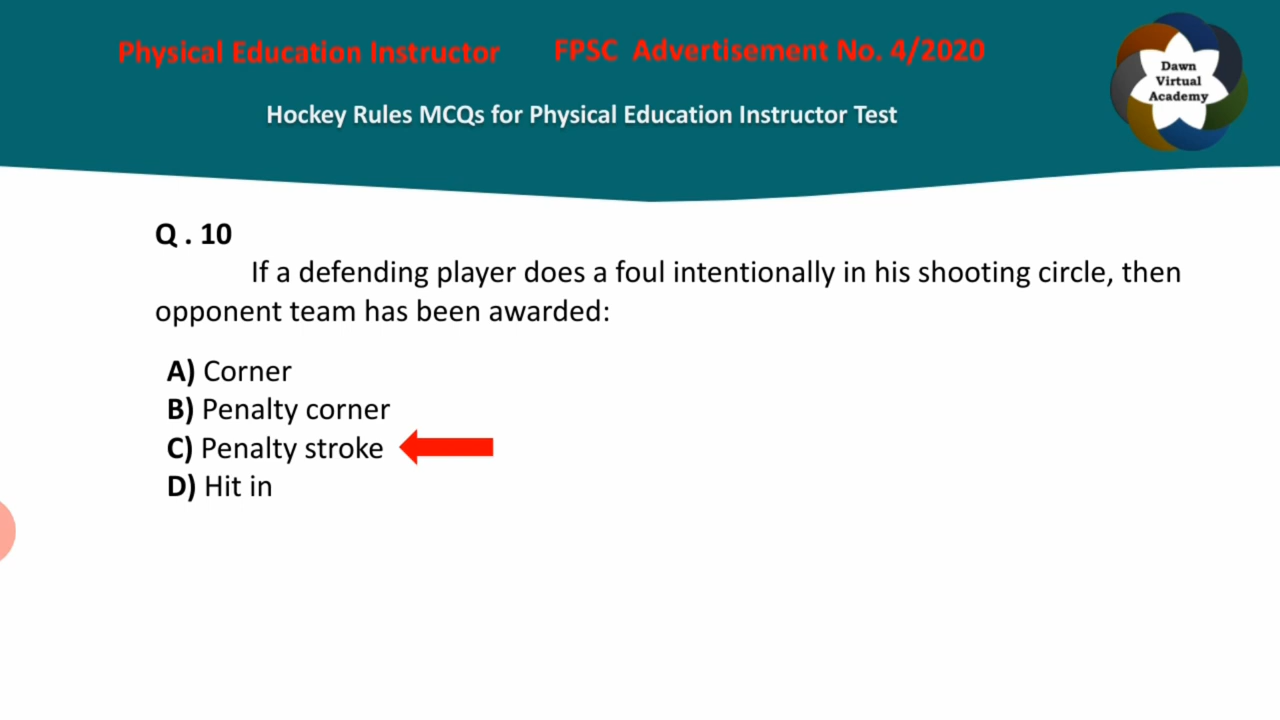 Physical Education Instructor FPSC Advertisement No. 4/2020
Dawn
Virtual
Academy
Hockey Rules MCQs for Physical Education Instructor Test
Q . 10
If a defending player does a foul intentionally in his shooting circle, then
opponent team has been awarded:
A) Corner
B) Penalty corner
C) Penalty stroke
D) Hit in